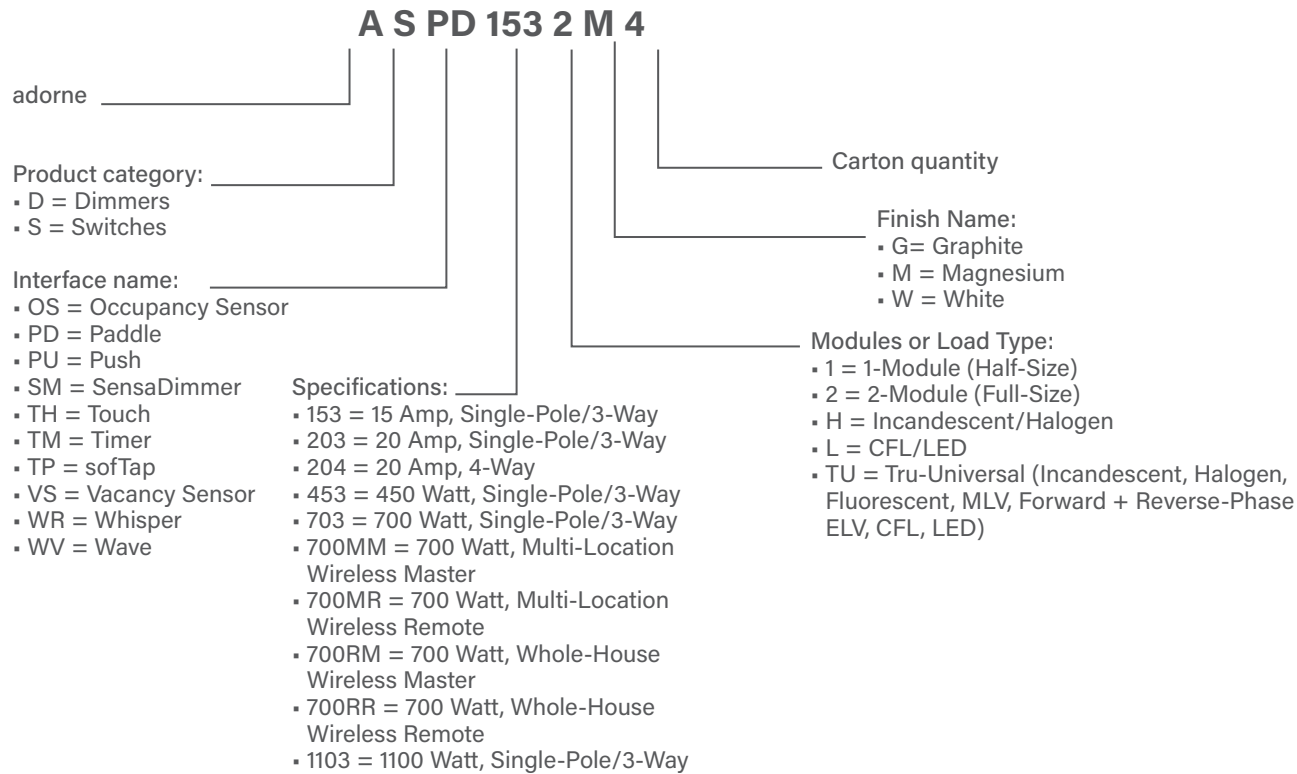 A S PD 153 2 M 4
adorne
Product category:
▪ D = Dimmers
▪ S = Switches
Interface name:
▪ OS = Occupancy Sensor
▪ PD = Paddle
▪ PU = Push
▪ SM = SensaDimmer
▪ TH = Touch
▪ TM = Timer
▪ TP = sofTap
▪ VS = Vacancy Sensor
▪ WR = Whisper
▪ WV = Wave
Specifications:
▪ 153 = 15 Amp, Single-Pole/3-Way
▪ 203 = 20 Amp, Single-Pole/3-Way
▪ 204 = 20 Amp, 4-Way
▪ 453 = 450 Watt, Single-Pole/3-Way
▪ 703 = 700 Watt, Single-Pole/3-Way
▪ 700MM = 700 Watt, Multi-Location
Wireless Master
▪ 700MR = 700 Watt, Multi-Location
Wireless Remote
▪ 700RM = 700 Watt, Whole-House
Wireless Master
▪ 700RR = 700 Watt, Whole-House
Wireless Remote
▪ 1103 = 1100 Watt, Single-Pole/3-Way
Carton quantity
Finish Name:
▪ G= Graphite
▪ M = Magnesium
▪ W = White
Modules or Load Type:
▪ 1 = 1-Module (Half-Size)
▪ 2 = 2-Module (Full-Size)
▪ H = Incandescent/Halogen
▪ L = CFL/LED
▪ TU = Tru-Universal (Incandescent, Halogen,
Fluorescent, MLV, Forward + Reverse-Phase
ELV, CFL, LED)